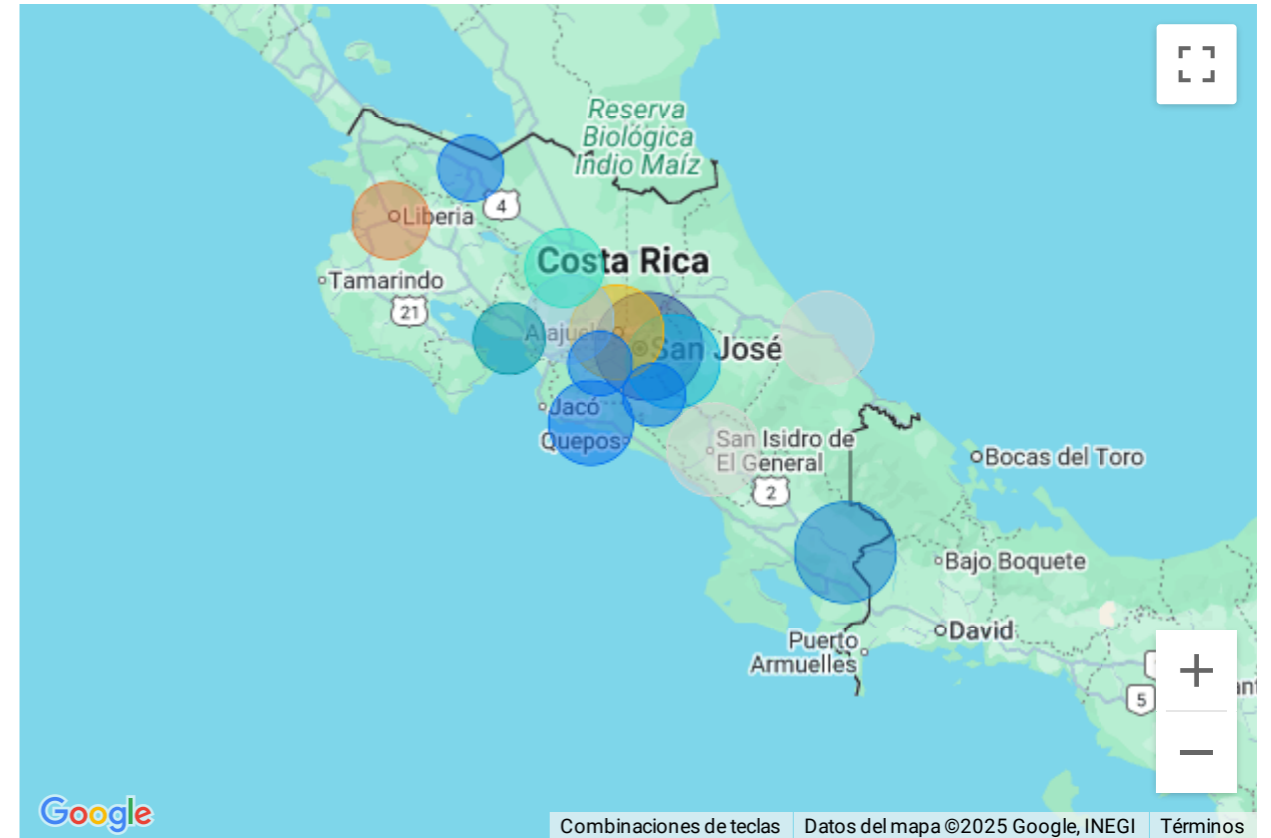 Reserva
Biológica
Indio Maíz
4
Liberia
Costa Rica
Tamarindo
21
Alajuela
San José
Jacó
Quepos
San Isidro de
El General
2
Bocas del Toro
Bajo Boquete
David
Puerto
Armuelles
5
Google
Combinaciones de teclas
Datos del mapa ©2025 Google, INEGI
Términos